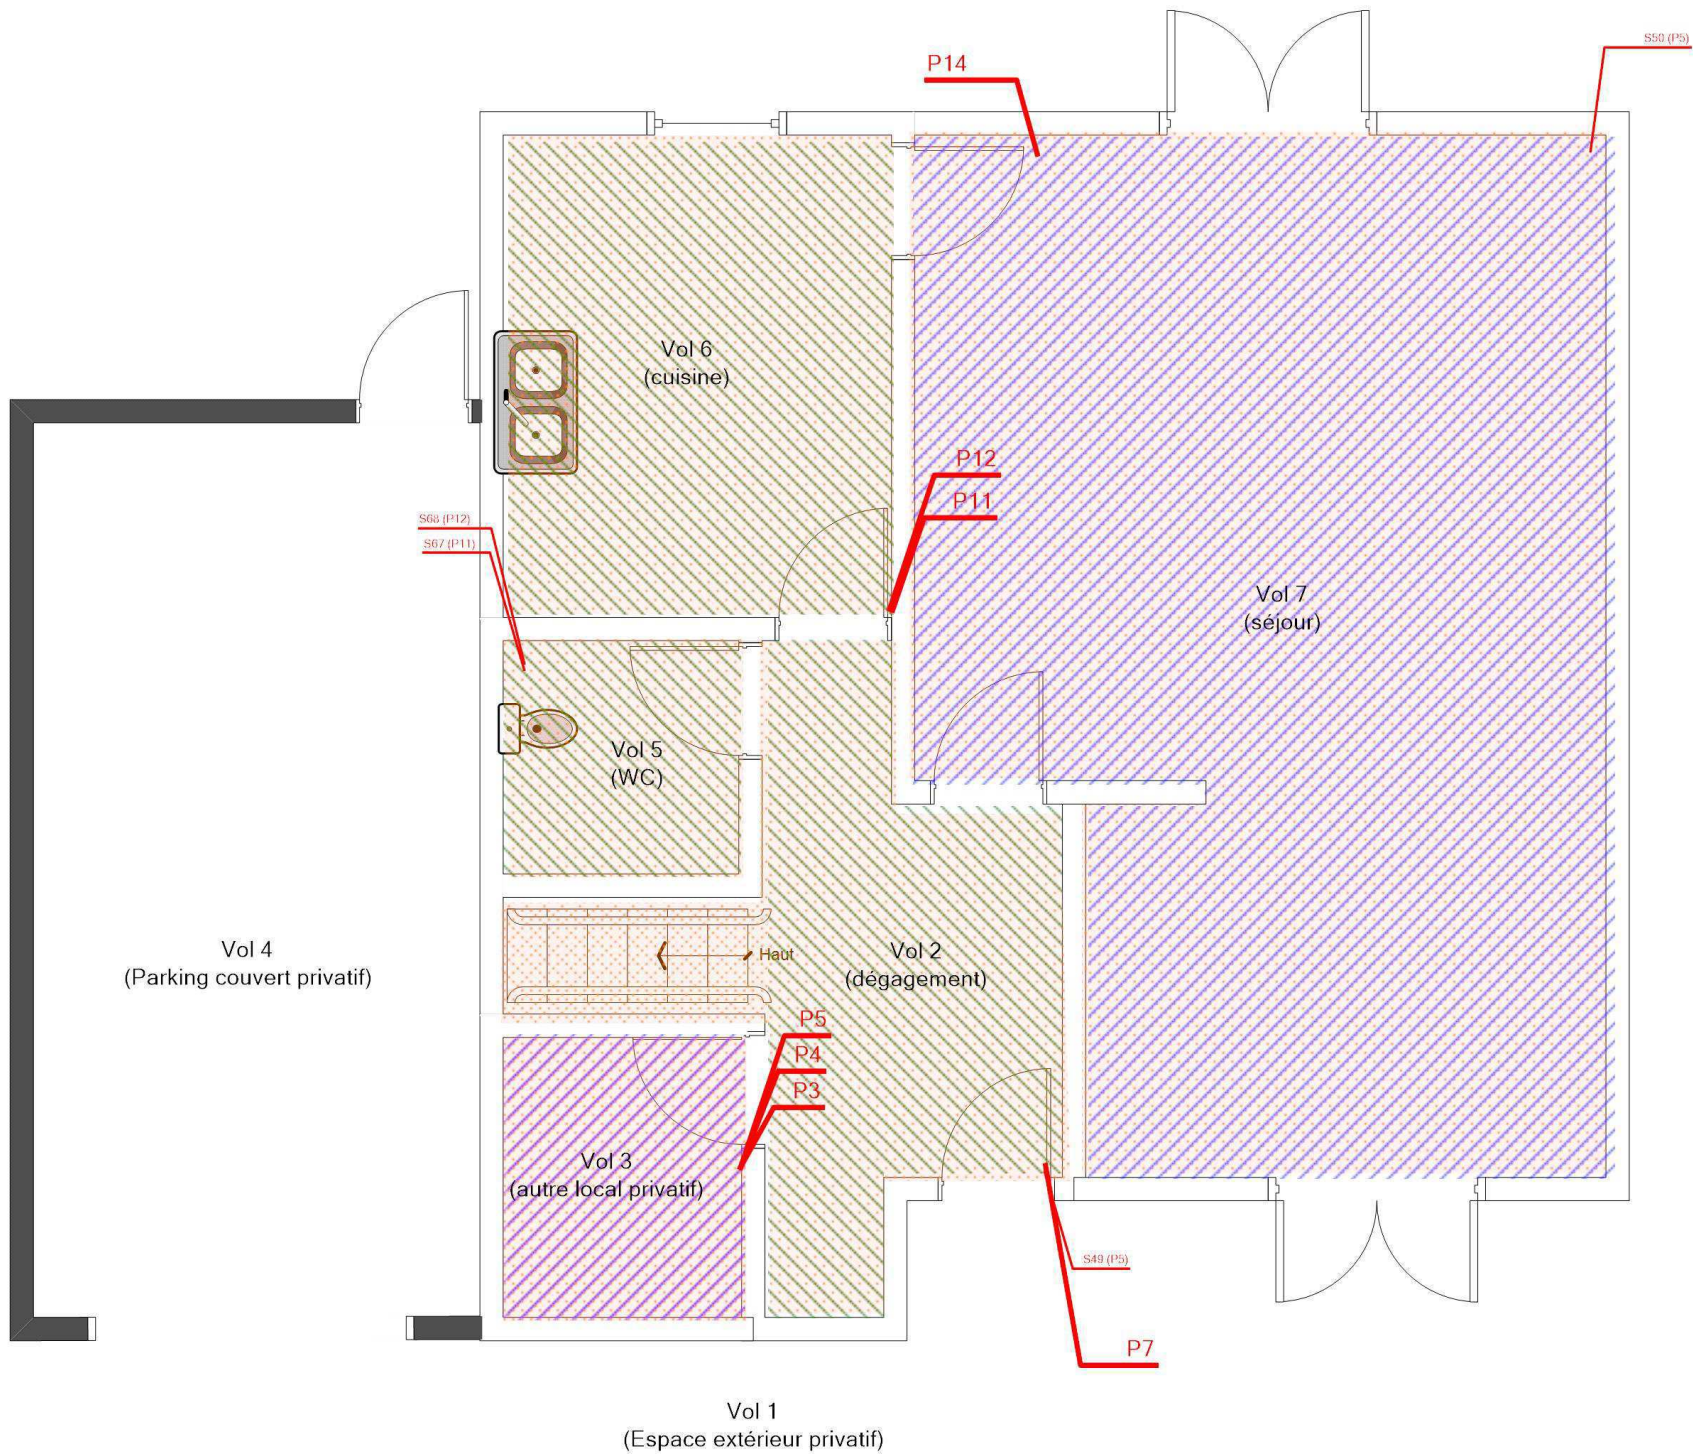 S50 (P5)
P14
Vol 6
(cuisine)
P12
P11
S68 (P12)
S67 (P11)
Vol 7
(séjour)
Vol 5
(WC)
Vol 4
(Parking couvert privatif)
Haut
Vol 2
(dégagement)
P5
P4
P3
Vol 3
(autre local privatif)
S49 (P5)
P7
Vol 1
(Espace extérieur privatif)